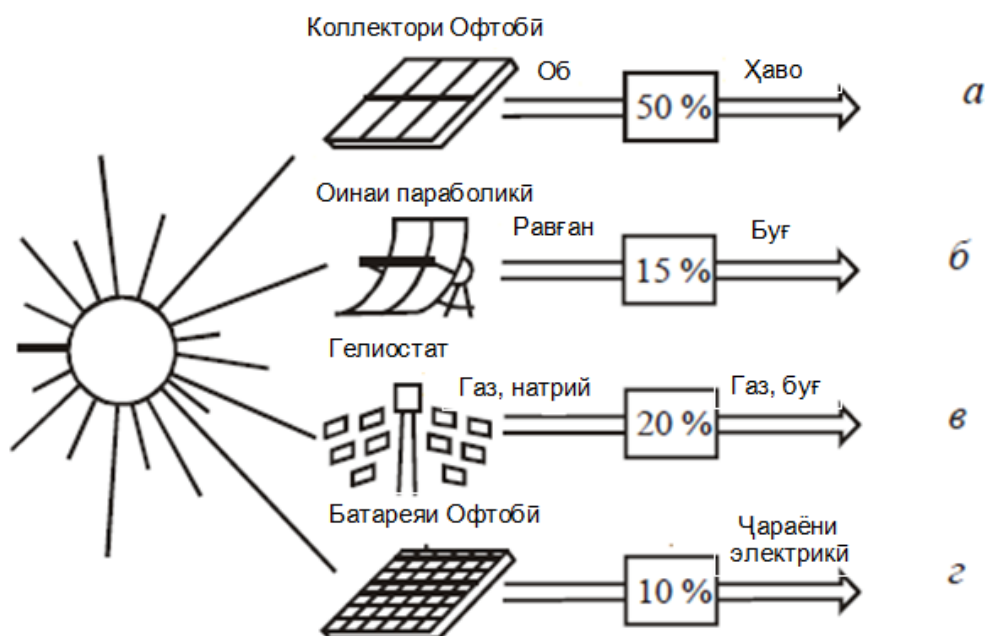 Коллектори Офтобӣ
Об
50 %
Ҳаво
а
Оинаи параболикӣ
Равған
15 %
Буғ
б
Гелиостат
Газ, натрий
20 %
Газ, буғ
в
Батареяи Офтобӣ
10 %
Ҷараёни
электрикӣ
г